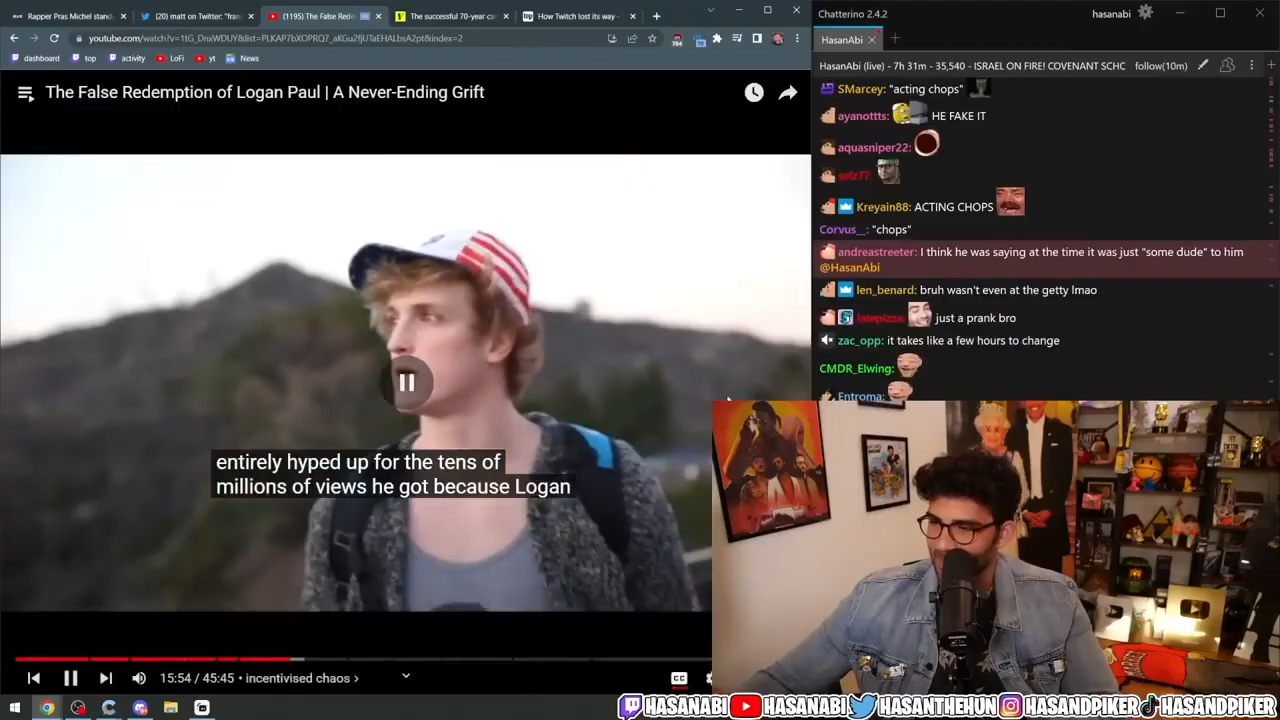 Rapper Pras Michel stand
(20) matt on Twitter: "fran
(1195) The False Rede
The successful 70-year ca
How Twitch lost its way -
youtube.com/watch?v=1tG_DnxWDUY&list=PLKAP7bXOPRQ7_aKGu2fjUTaEHALbsA2pt&index=2
dashboard
top
activity
LoFi
yt
News
The False Redemption of Logan Paul | A Never-Ending Grift
entirely hyped up for the tens of
millions of views he got because Logan
15:54 / 45:45 • incentivised chaos
CC
Chatterino 2.4.2
hasanabi
HasanAbi
HasanAbi (live) - 7h 31m - 35,540 - ISRAEL ON FIRE! COVENANT SCHC
follow(10m)
SMarcey: "acting chops"
ayanottts: HE FAKE IT
aquasniper22:
selz77:
Kreyain88: ACTING CHOPS
Corvus__: "chops"
andreastreeter: I think he was saying at the time it was just "some dude" to him
@HasanAbi
len_benard: bruh wasn't even at the getty lmao
latepizza: just a prank bro
zac_opp: it takes like a few hours to change
CMDR_Elwing:
Entroma:
HASANABI HASANABI HASANTHEHUN HASANDPIKER HASANDPIKER